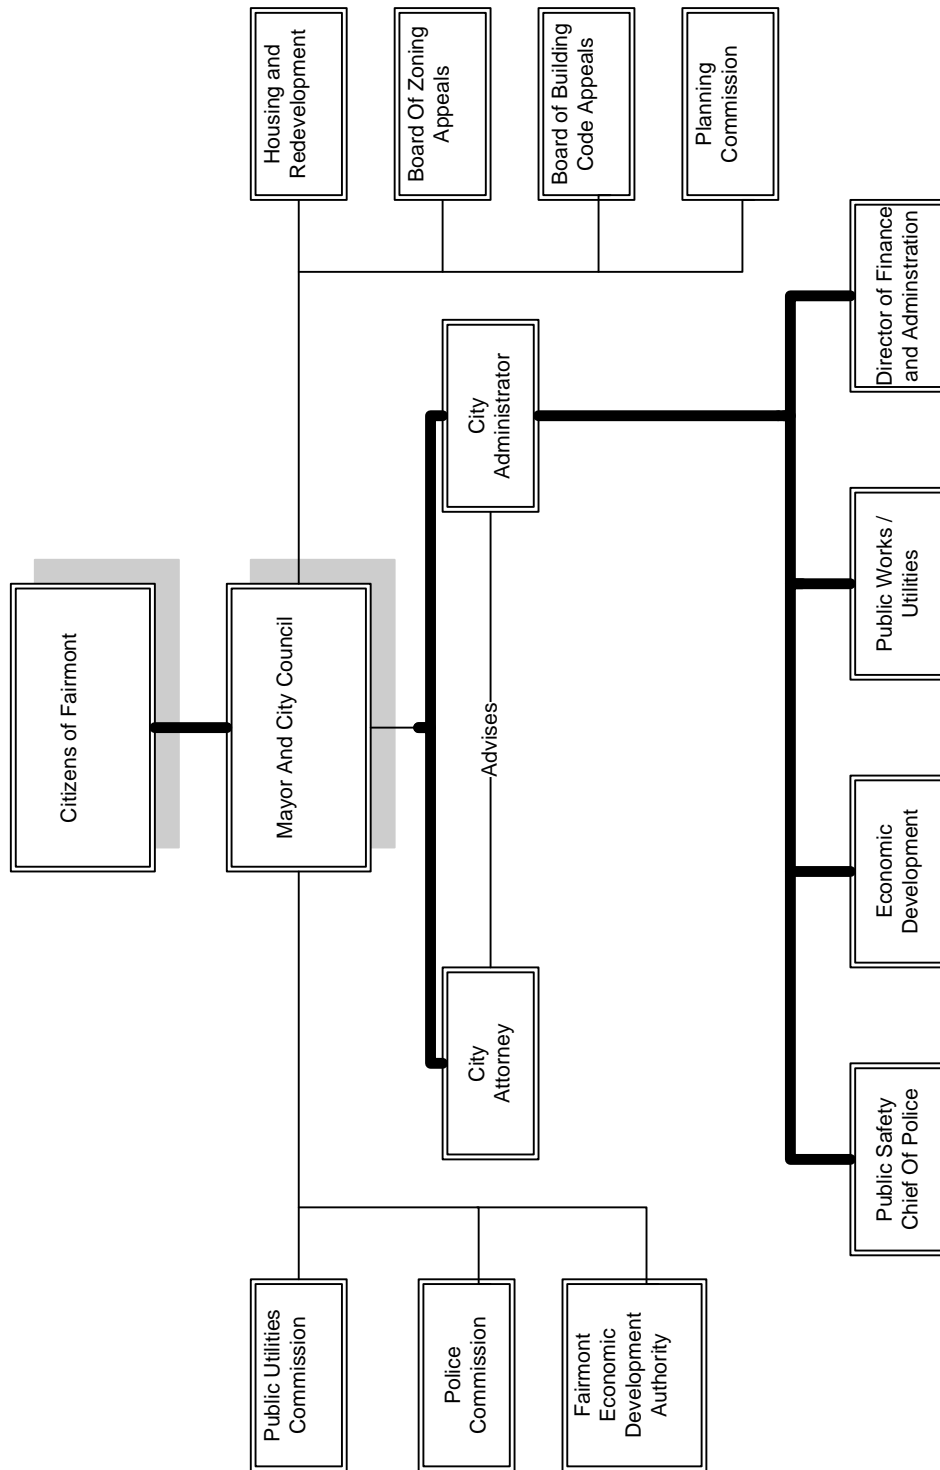 Citizens of Fairmont
Mayor And City Council
Public Utilities
Commission
Police
Commission
Fairmont
Economic
Development
Authority
Housing and
Redevelopment
Board Of Zoning
Appeals
Board of Building
Code Appeals
Planning
Commission
City
Attorney
Advises
City
Administrator
Public Safety
Chief Of Police
Economic
Development
Public Works /
Utilities
Director of Finance
and Adminstration